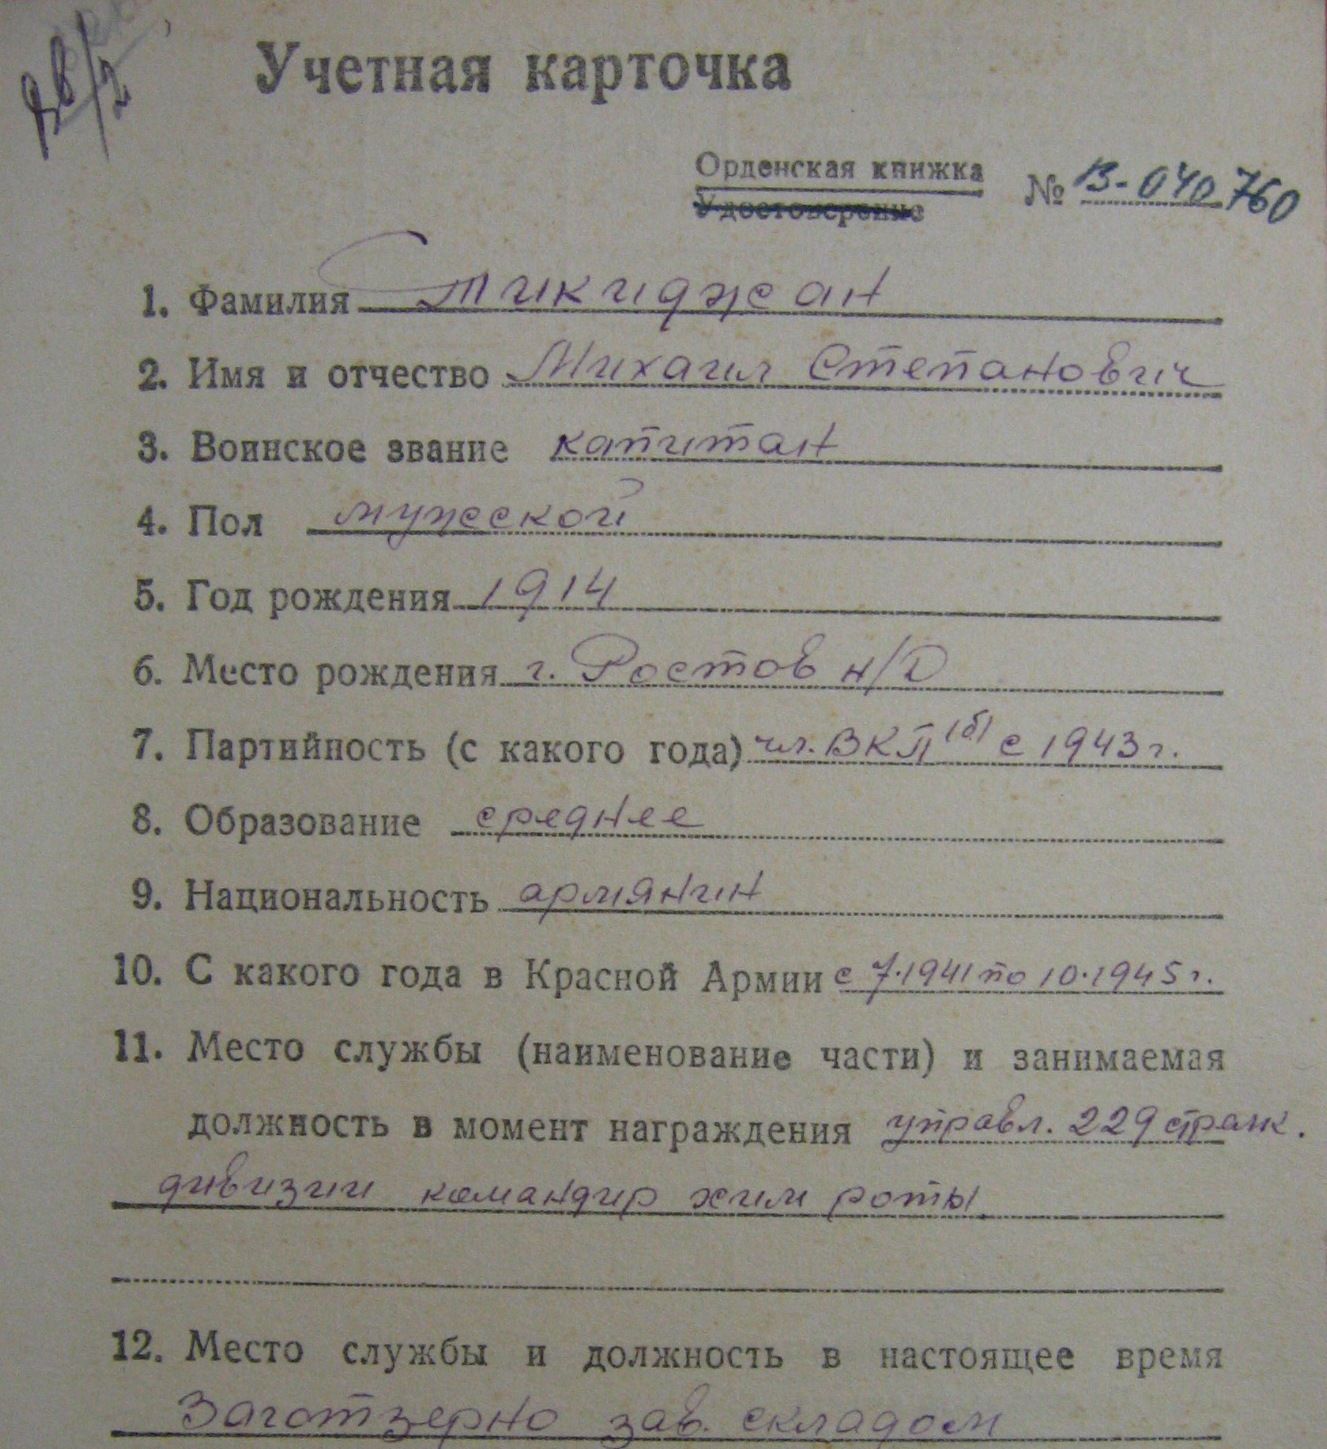 Учетная карточка
Орденская книжка
Удостоверение
№ В-040760
1. Фамилия Тикиджан
2. Имя и отчество Михаил Степанович
3. Воинское звание капитан
4. Пол мужской
5. Год рождения 1914
6. Место рождения г. Ростов н/Д
7. Партийность (с какого года) чл. ВКП(б) с 1943 г.
8. Образование среднее
9. Национальность армянин
10. С какого года в Красной Армии с 7.1941 по 10.1945 г.
11. Место службы (наименование части) и занимаемая
должность в момент награждения управл. 229 стрелк.
дивизии командир хим роты
12. Место службы и должность в настоящее время
Заготзерно зав. складом